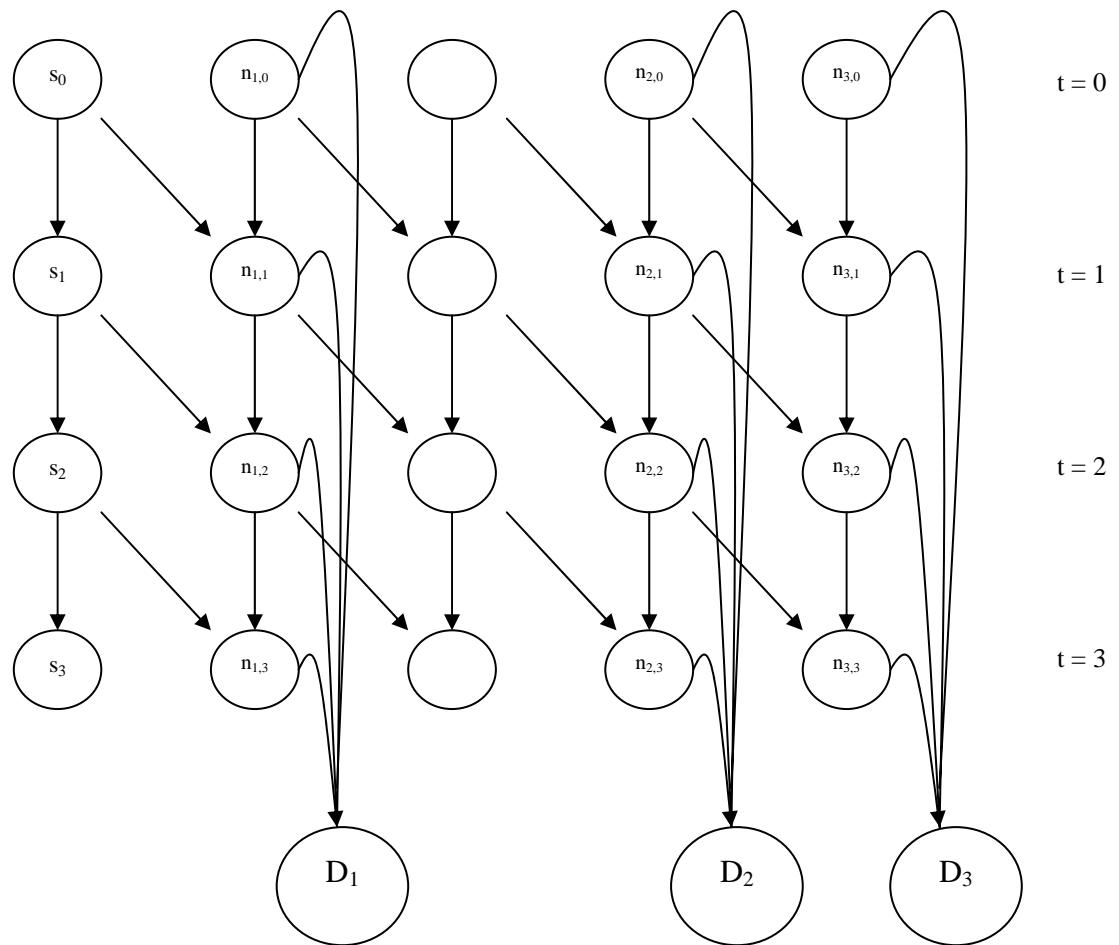 s₀ n₁,₀ n₂,₀ n₃,₀ t = 0
s₁ n₁,₁ n₂,₁ n₃,₁ t = 1
s₂ n₁,₂ n₂,₂ n₃,₂ t = 2
s₃ n₁,₃ n₂,₃ n₃,₃ t = 3
D₁ D₂ D₃